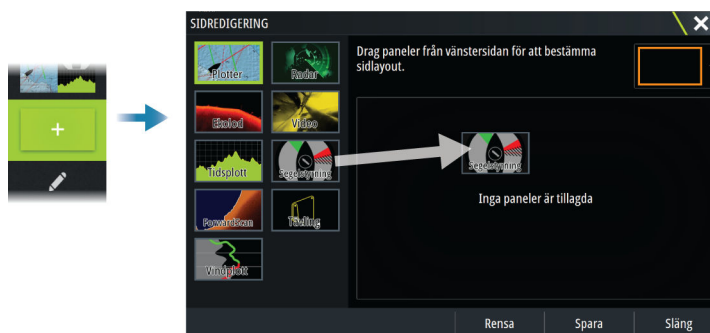 SIDREDIGERING
Plotter
Radar
Ekolod
Video
Tidsplott
Segelstyrning
ForwardScan
Tävling
Vindplott
Drag paneler från vänstersidan för att bestämma
sidlayout.
Segelstyrning
Inga paneler är tillagda
Rensa
Spara
Släng